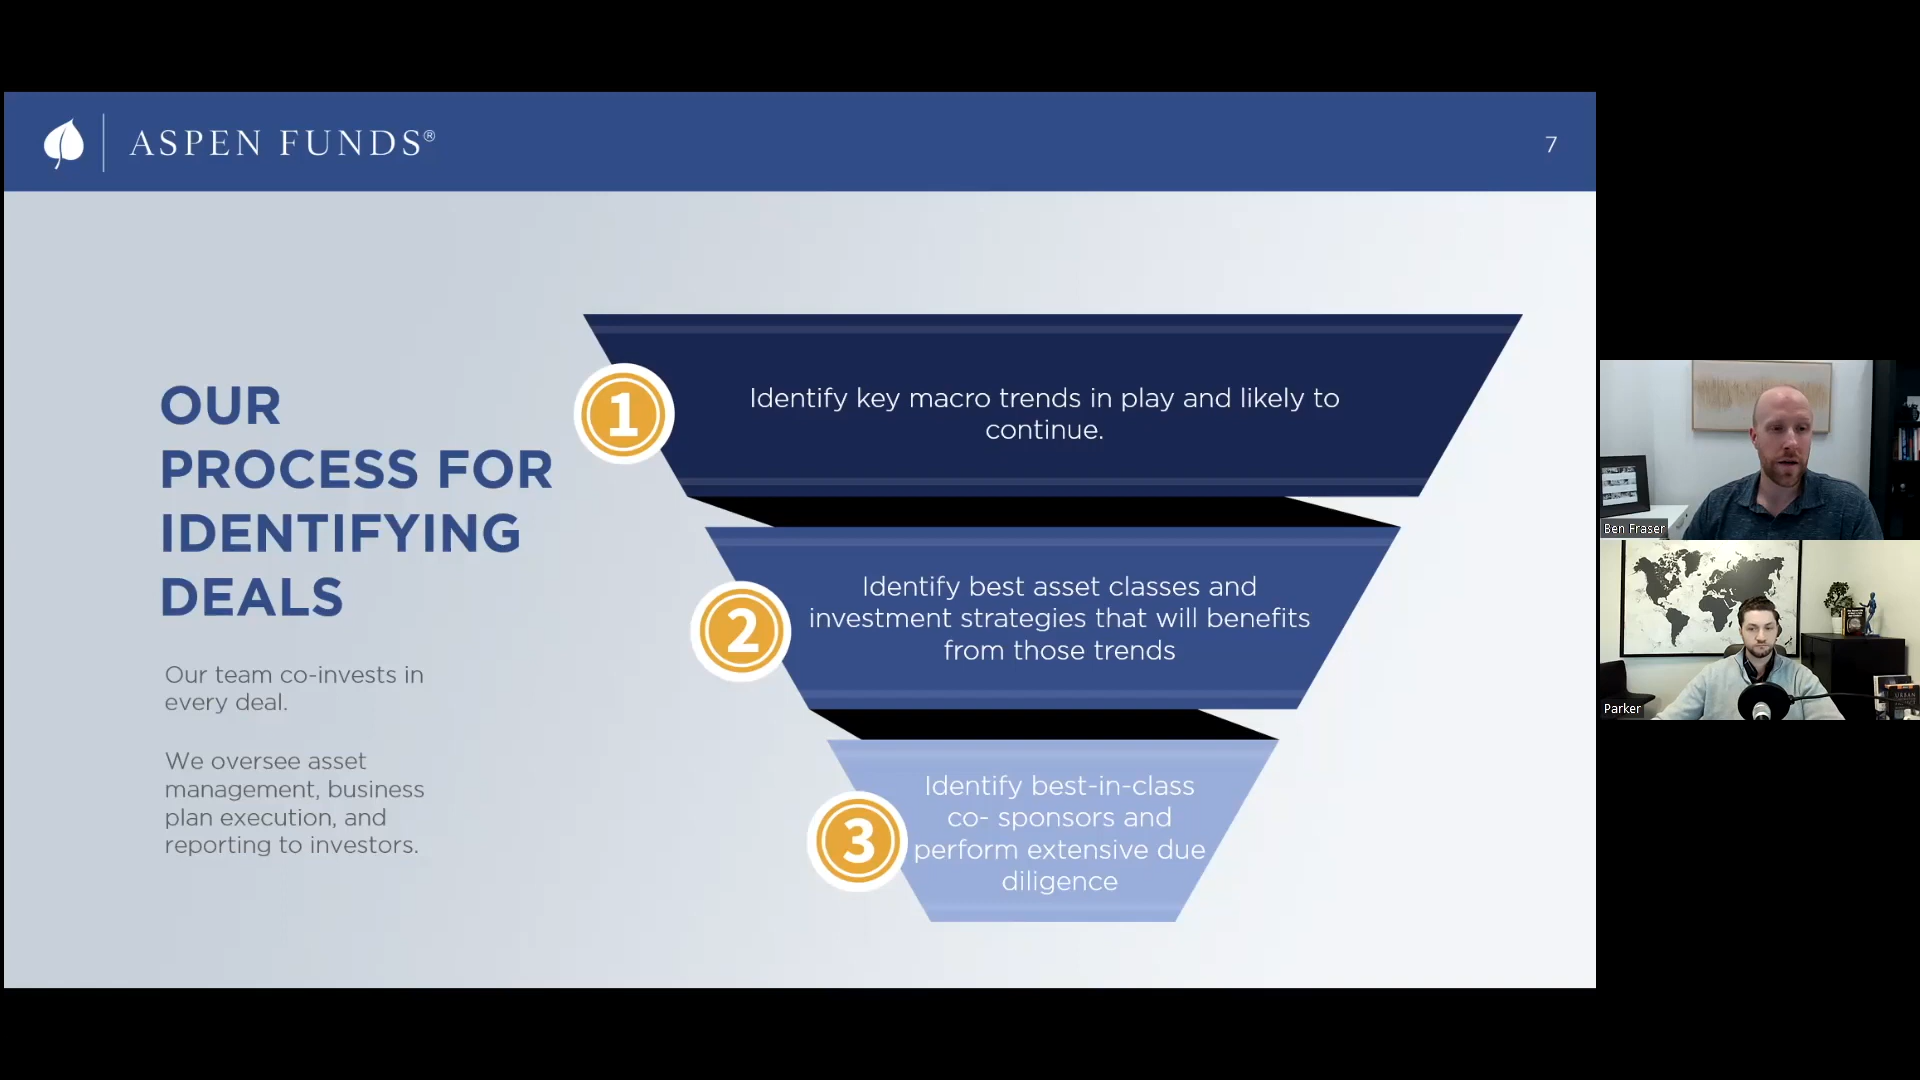 ASPEN FUNDS®
7
OUR
PROCESS FOR
IDENTIFYING
DEALS
Our team co-invests in
every deal.
We oversee asset
management, business
plan execution, and
reporting to investors.
1
Identify key macro trends in play and likely to
continue.
2
Identify best asset classes and
investment strategies that will benefits
from those trends
3
Identify best-in-class
co- sponsors and
perform extensive due
diligence
Ben Fraser
Parker
URBAN